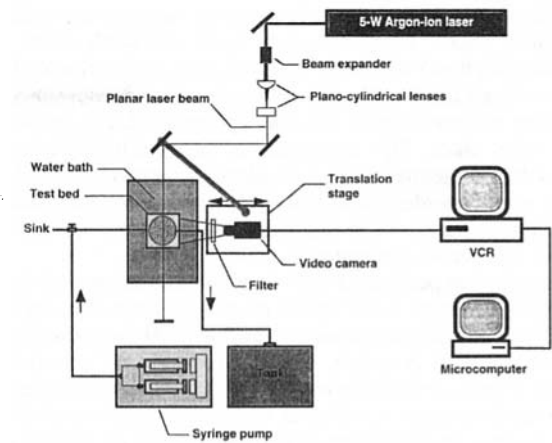 5-W Argon-ion laser
Beam expander
Plano-cylindrical lenses
Planar laser beam
Water bath
Test bed
Translation
stage
Sink
Video camera
VCR
Filter
Tank
Microcomputer
Syringe pump